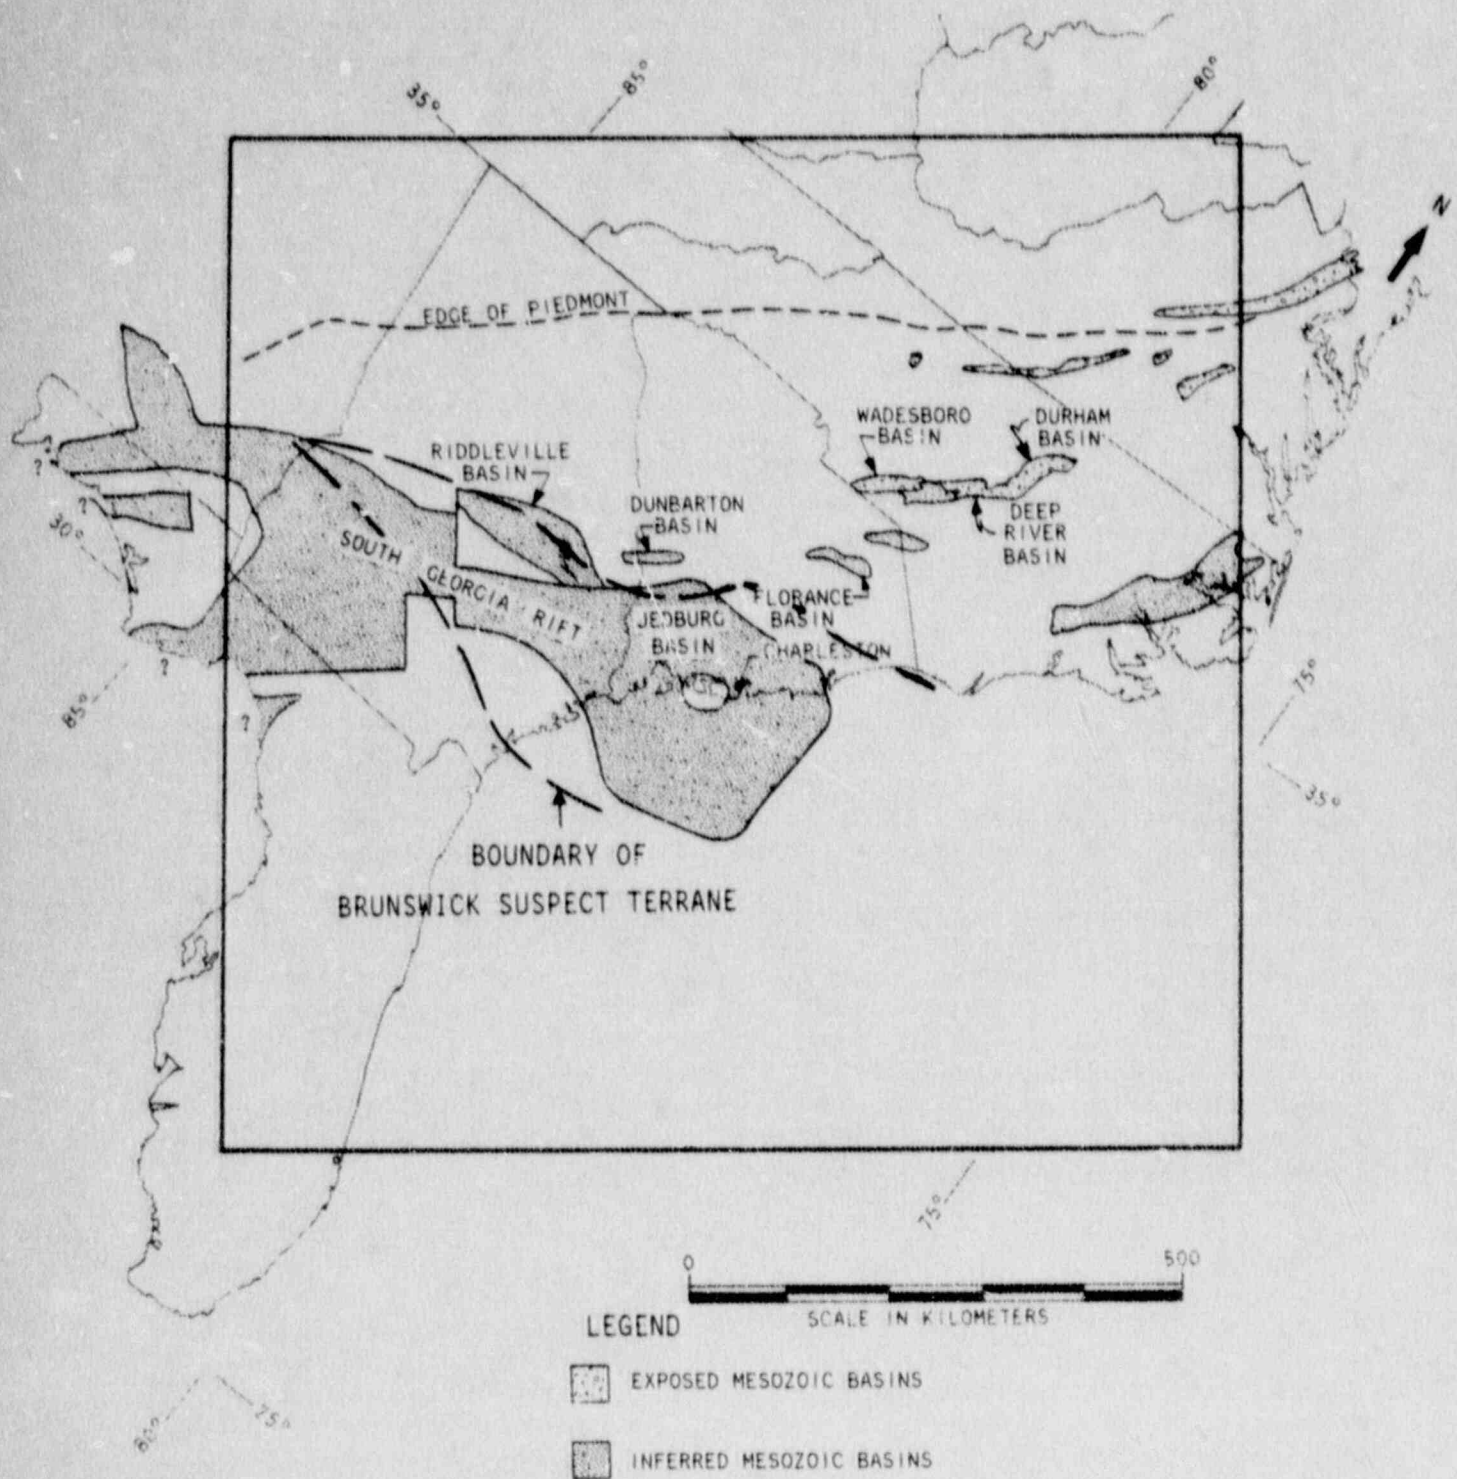 35°
85°
80°
N
EDGE OF PIEDMONT
WADESBORO
BASIN
DURHAM
BASIN
RIDDLEVILLE
BASIN
DUNBARTON
BASIN
DEEP
RIVER
BASIN
?
?
30°
SOUTH GEORGIA RIFT
FLORANCE
BASIN
JEDBURG
BASIN
CHARLESTON
?
85°
?
75°
35°
BOUNDARY OF
BRUNSWICK SUSPECT TERRANE
75°
0 500
SCALE IN KILOMETERS
LEGEND
EXPOSED MESOZOIC BASINS
INFERRED MESOZOIC BASINS
80°
25°